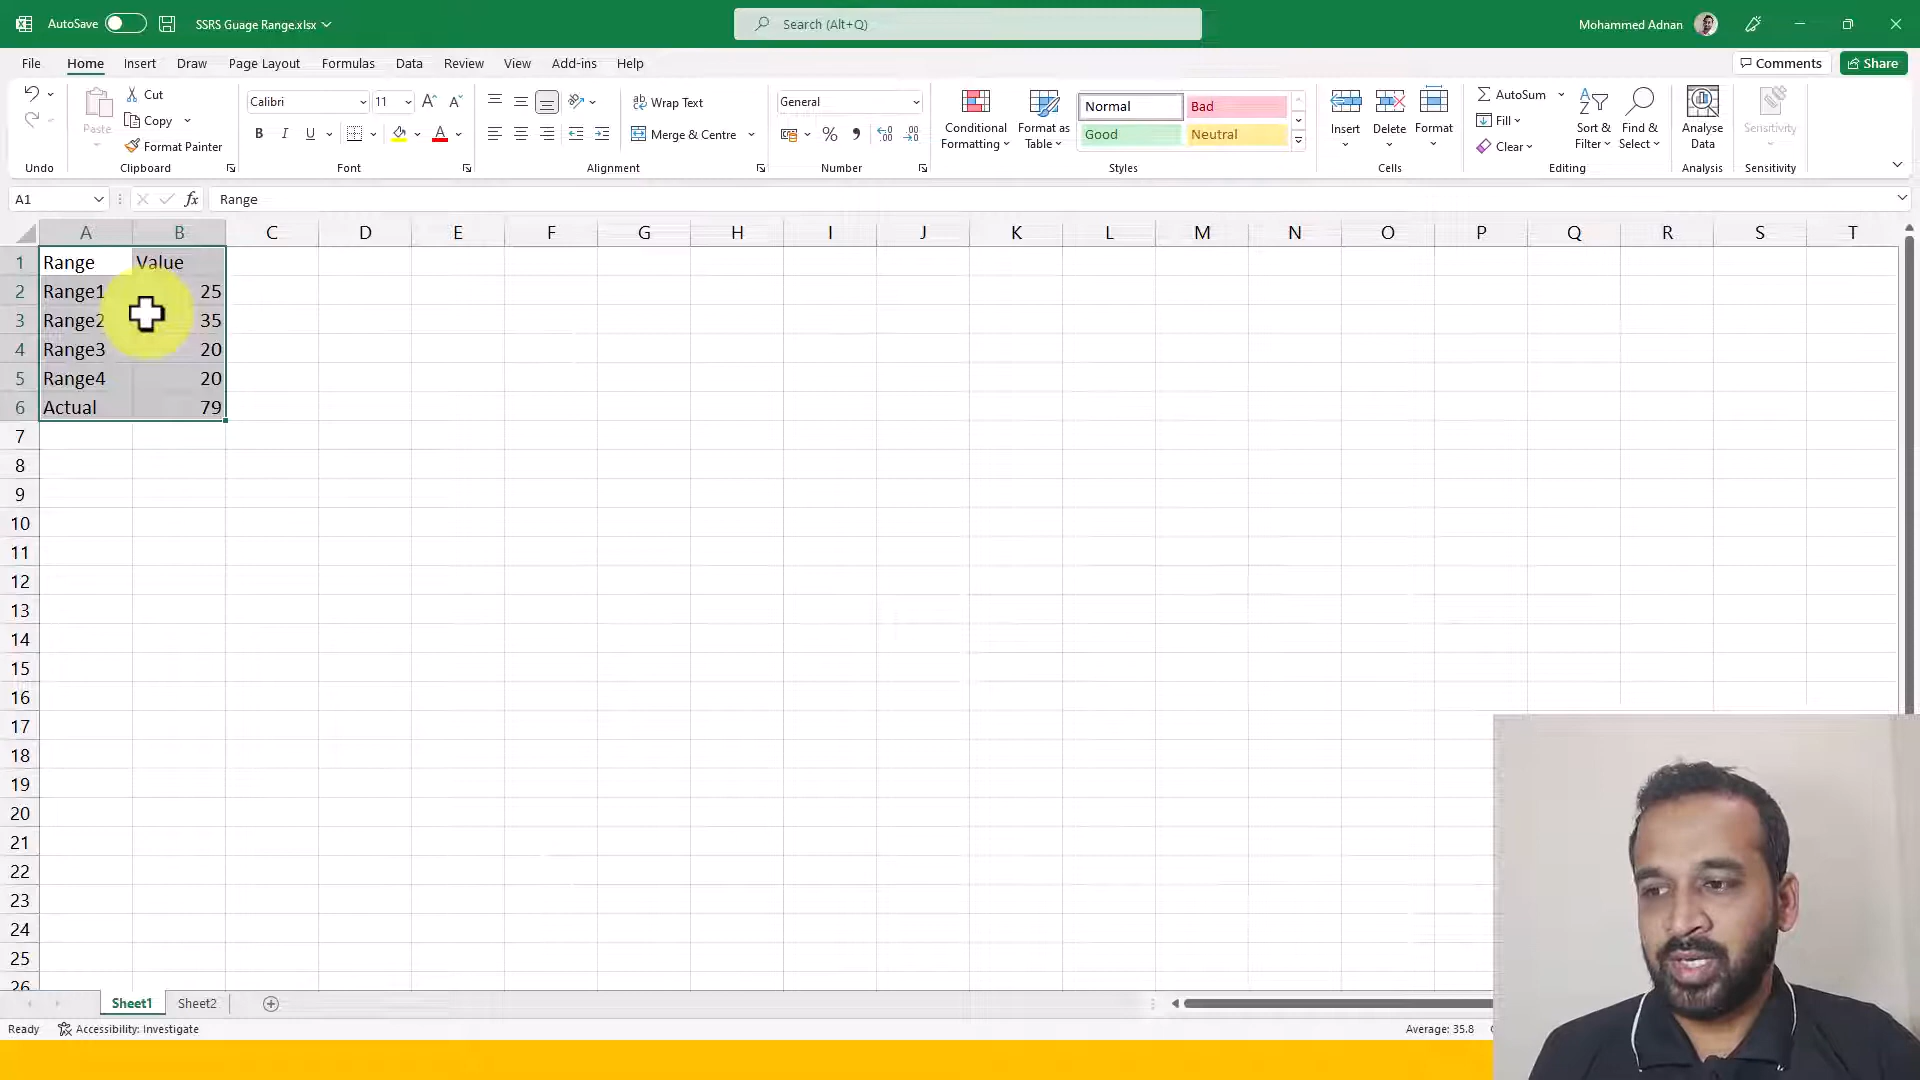 AutoSave SSRS Guage Range.xlsx Search (Alt+Q) Mohammed Adnan
File Home Insert Draw Page Layout Formulas Data Review View Add-ins Help Comments Share
Cut
Copy
Format Painter
Paste
Calibri 11
B I U A
Wrap Text
Merge & Centre
General
%
Conditional
Formatting
Format as
Table
Normal Bad
Good Neutral
Insert Delete Format
AutoSum
Fill
Clear
Sort &
Filter
Find &
Select
Analyse
Data
Sensitivity
Undo Clipboard Font Alignment Number Styles Cells Editing Analysis Sensitivity
A1 fx Range
A B C D E F G H I J K L M N O P Q R S T
1 Range Value
2 Range1 25
3 Range2 35
4 Range3 20
5 Range4 20
6 Actual 79
7
8
9
10
11
12
13
14
15
16
17
18
19
20
21
22
23
24
25
26
Sheet1 Sheet2
Ready Accessibility: Investigate Average: 35.8